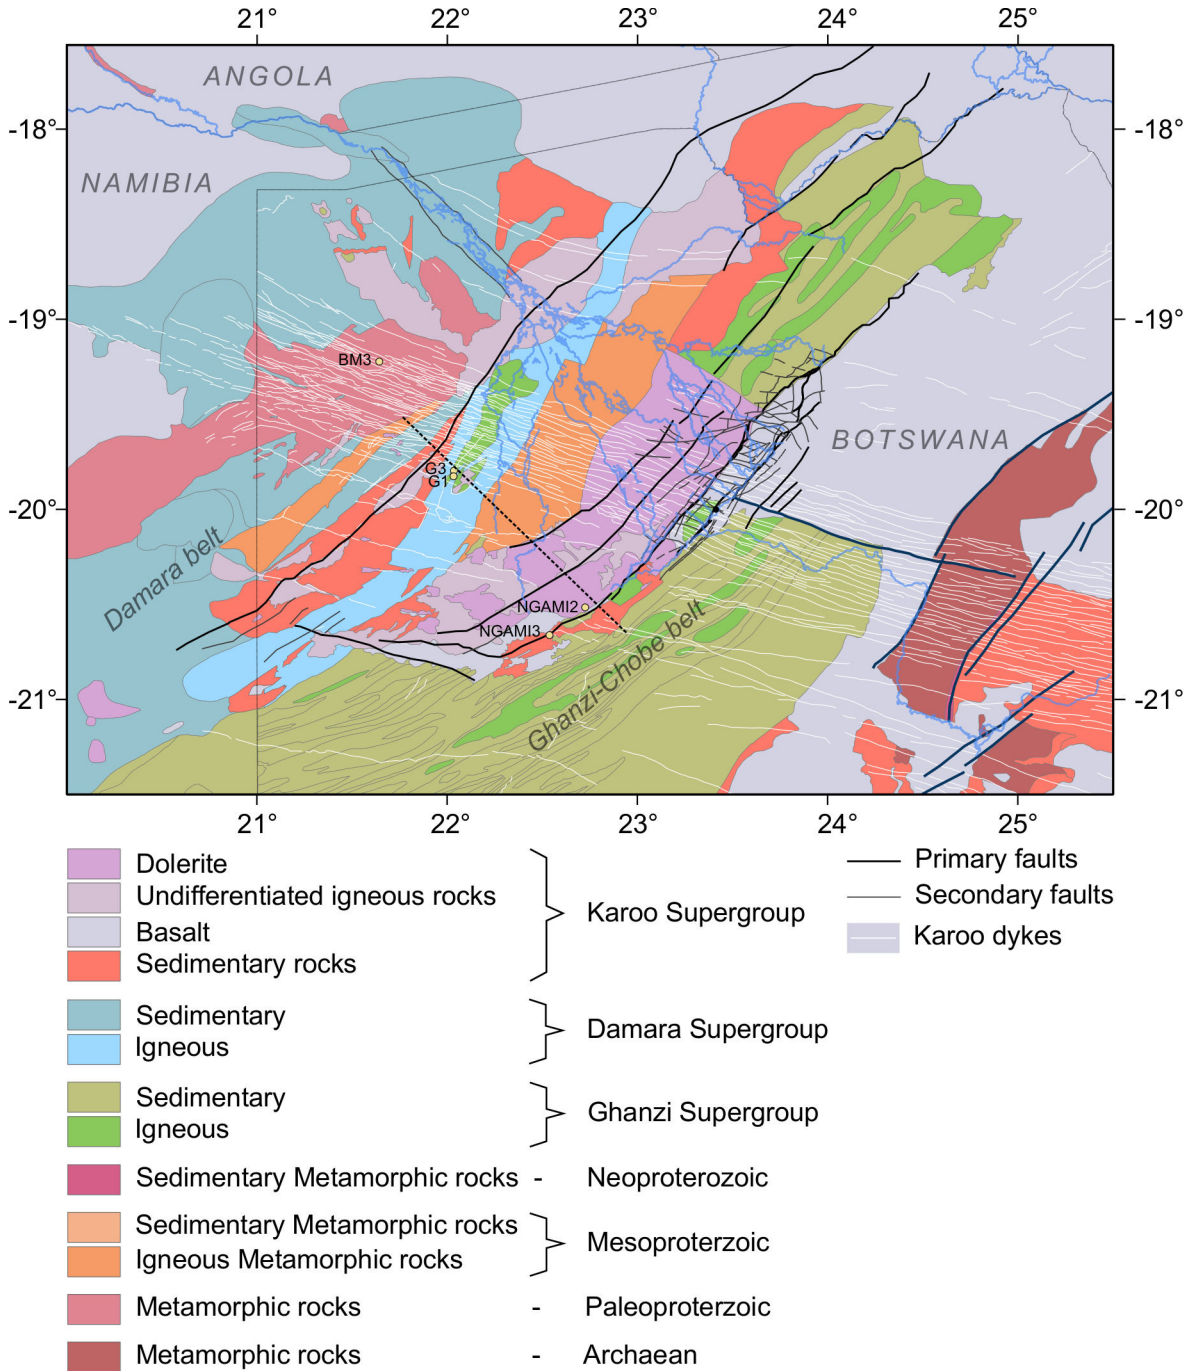 21° 22° 23° 24° 25°
ANGOLA
-18° -18°
NAMIBIA
-19° -19°
BM3
BOTSWANA
G3
G1
-20° -20°
Damara belt
NGAMI2
NGAMI3
Ghanzi-Chobe belt
-21° -21°
21° 22° 23° 24° 25°
Dolerite
Undifferentiated igneous rocks
Basalt
Sedimentary rocks
Karoo Supergroup
Primary faults
Secondary faults
Karoo dykes
Sedimentary
Igneous
Damara Supergroup
Sedimentary
Igneous
Ghanzi Supergroup
Sedimentary Metamorphic rocks - Neoproterozoic
Sedimentary Metamorphic rocks
Igneous Metamorphic rocks
Mesoproterzoic
Metamorphic rocks - Paleoproterzoic
Metamorphic rocks - Archaean